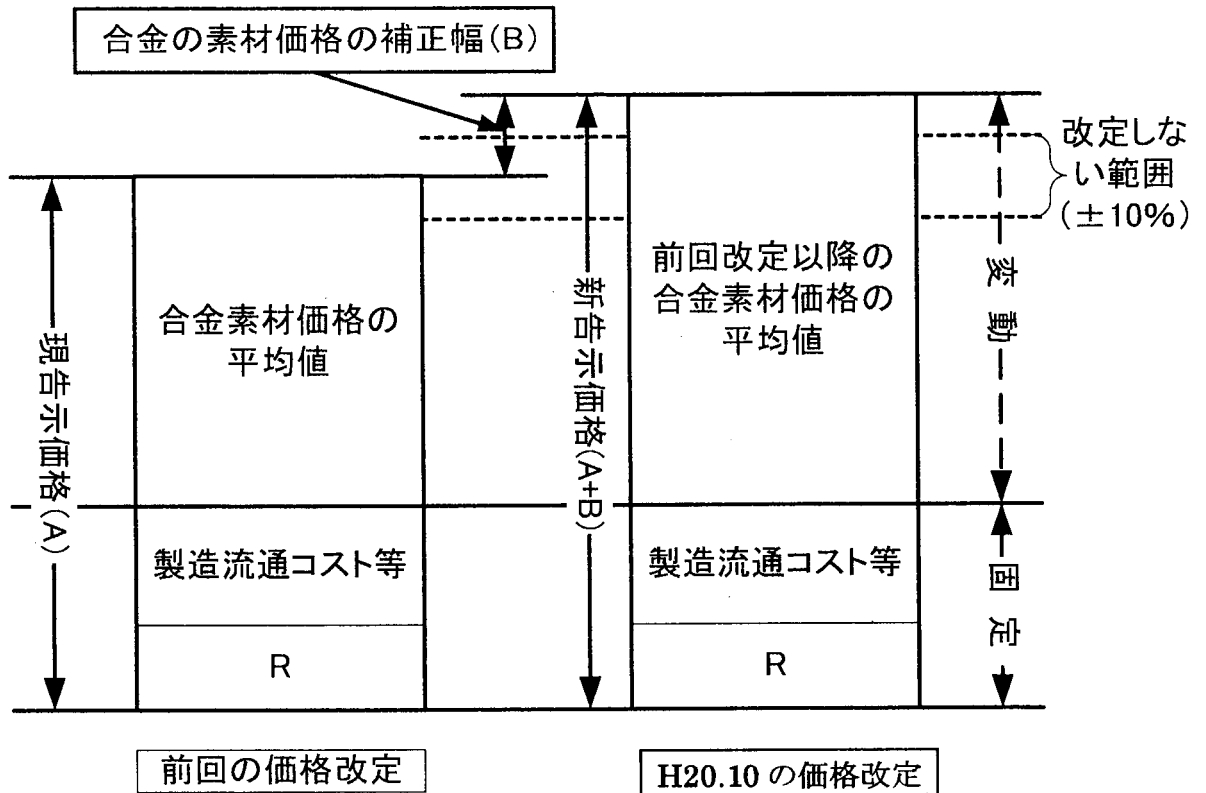 合金の素材価格の補正幅(B)
改定しな
い範囲
(±10%)
現告示価格(A)
合金素材価格の
平均値
製造流通コスト等
R
新告示価格(A+B)
前回改定以降の
合金素材価格の
平均値
製造流通コスト等
R
変動
固定
前回の価格改定
H20.10 の価格改定